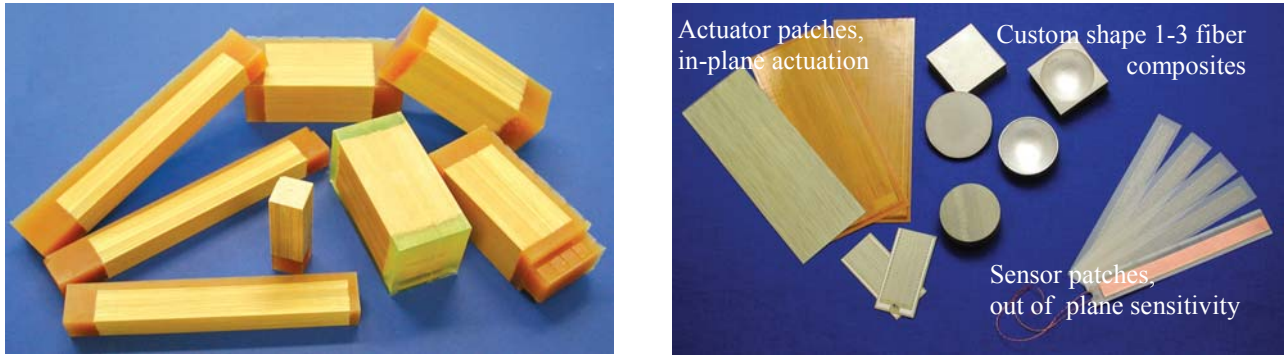 Actuator patches,
in-plane actuation
Custom shape 1-3 fiber
composites
Sensor patches,
out of plane sensitivity